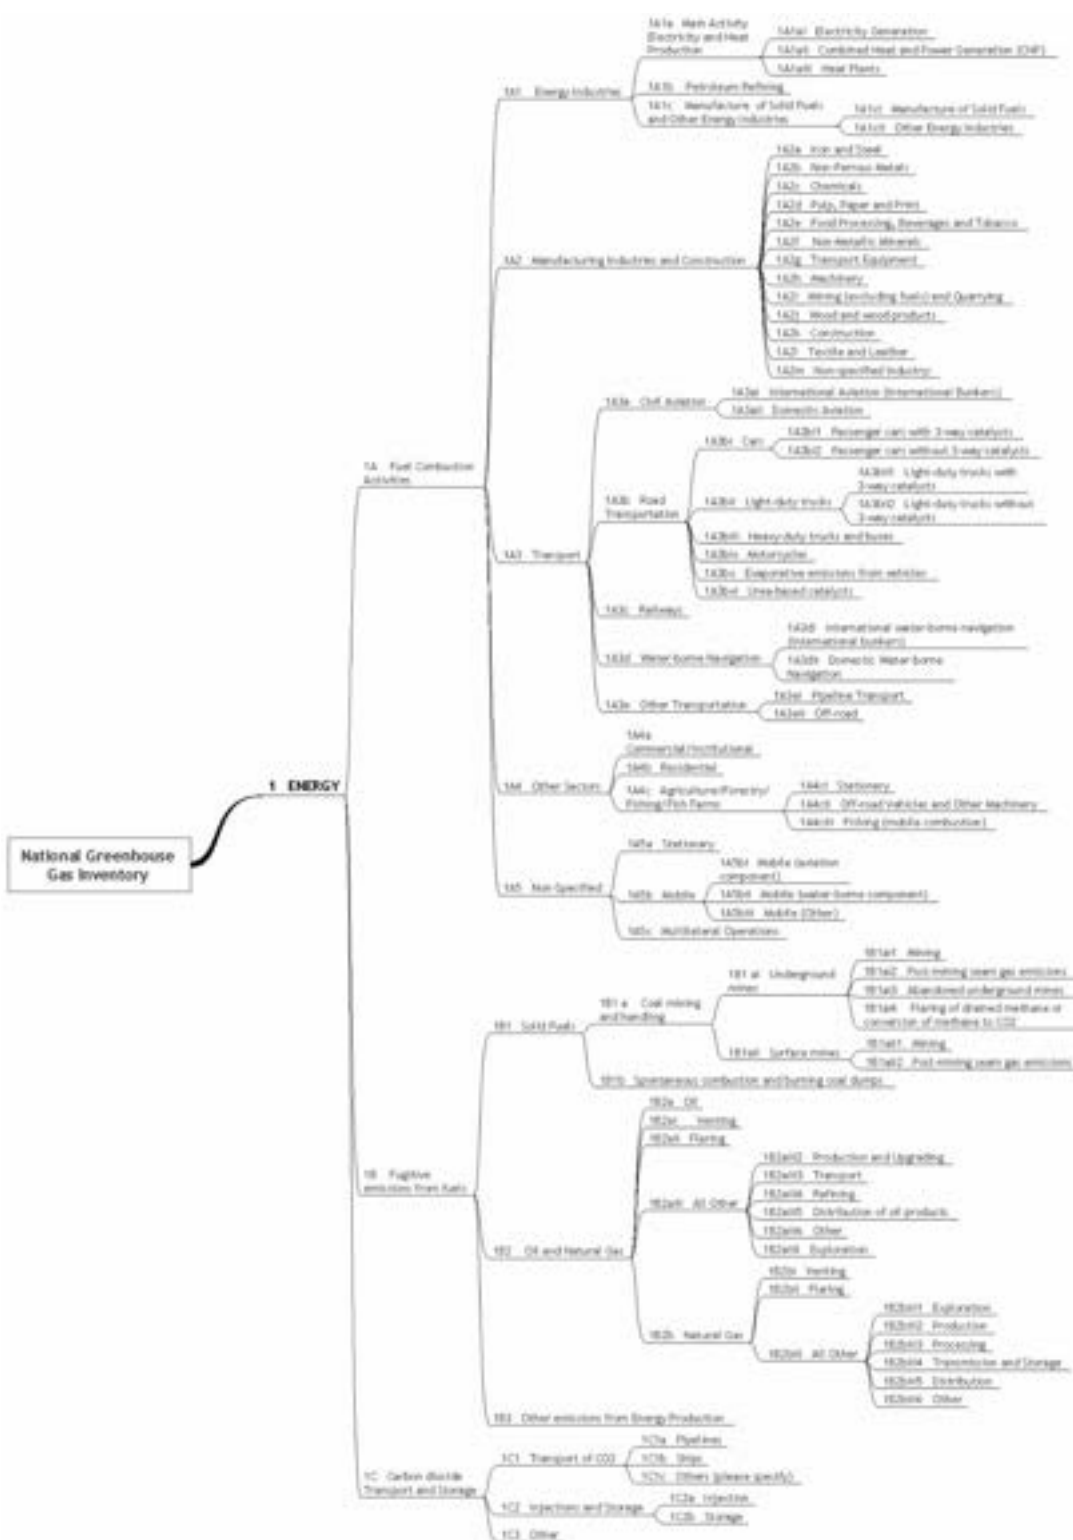 1A1a Main Activity
Electricity and Heat
Production
1A1ai Electricity Generation
1A1aii Combined Heat and Power Generation (CHP)
1A1aiii Heat Plants
1A1 Energy Industries
1A1b Petroleum Refining
1A1c Manufacture of Solid Fuels
and Other Energy Industries
1A1ci Manufacture of Solid Fuels
1A1cii Other Energy Industries
1A2a Iron and Steel
1A2b Non-Ferrous Metals
1A2c Chemicals
1A2d Pulp, Paper and Print
1A2e Food Processing, Beverages and Tobacco
1A2f Non-Metallic Minerals
1A2 Manufacturing Industries and Construction
1A2g Transport Equipment
1A2h Machinery
1A2i Mining (excluding fuels) and Quarrying
1A2j Wood and wood products
1A2k Construction
1A2l Textile and Leather
1A2m Non-specified Industry:
1A3a Civil Aviation
1A3ai International Aviation (International Bunkers)
1A3aii Domestic Aviation
1A Fuel Combustion
Activities
1A3bi Cars
1A3bi1 Passenger cars with 3-way catalysts
1A3bi2 Passenger cars without 3-way catalysts
1A3b Road
Transportation
1A3bii Light-duty trucks
1A3bii1 Light-duty trucks with
3-way catalysts
1A3bii2 Light-duty trucks without
3-way catalysts
1A3biii Heavy-duty trucks and buses
1A3 Transport
1A3biv Motorcycles
1A3bv Evaporative emissions from vehicles
1A3bvi Urea-based catalysts
1A3c Railways
1A3d Water-borne Navigation
1A3di International water-borne navigation
(International bunkers)
1A3dii Domestic Water-borne
Navigation
1A3e Other Transportation
1A3ei Pipeline Transport
1A3eii Off-road
1A4a
Commercial/Institutional
1A4b Residential
1 ENERGY
1A4 Other Sectors
1A4c Agriculture/Forestry/
Fishing/Fish Farms
1A4ci Stationary
1A4cii Off-road Vehicles and Other Machinery
1A4ciii Fishing (mobile combustion)
National Greenhouse
Gas Inventory
1A5a Stationary
1A5 Non-Specified
1A5b Mobile
1A5bi Mobile (aviation
component)
1A5bii Mobile (water-borne component)
1A5biii Mobile (Other)
1A5c Multilateral Operations
1B1 ai Underground
mines
1B1ai1 Mining
1B1ai2 Post-mining seam gas emissions
1B1ai3 Abandoned underground mines
1B1ai4 Flaring of drained methane or
conversion of methane to CO2
1B1 Solid Fuels
1B1 a Coal mining
and handling
1B1aii Surface mines
1B1aii1 Mining
1B1aii2 Post-mining seam gas emissions
1B1b Spontaneous combustion and burning coal dumps
1B2a Oil
1B2ai Venting
1B2aii Flaring
1B Fugitive
emissions from fuels
1B2aiii All Other
1B2aiii2 Production and Upgrading
1B2aiii3 Transport
1B2aiii4 Refining
1B2aiii5 Distribution of oil products
1B2aiii6 Other
1B2aiii Exploration
1B2 Oil and Natural Gas
1B2bi Venting
1B2bii Flaring
1B2b Natural Gas
1B2biii All Other
1B2biii1 Exploration
1B2biii2 Production
1B2biii3 Processing
1B2biii4 Transmission and Storage
1B2biii5 Distribution
1B2biii6 Other
1B3 Other emissions from Energy Production
1C Carbon dioxide
Transport and Storage
1C1 Transport of CO2
1C1a Pipelines
1C1b Ships
1C1c Others (please specify)
1C2 Injections and Storage
1C2a Injection
1C2b Storage
1C3 Other